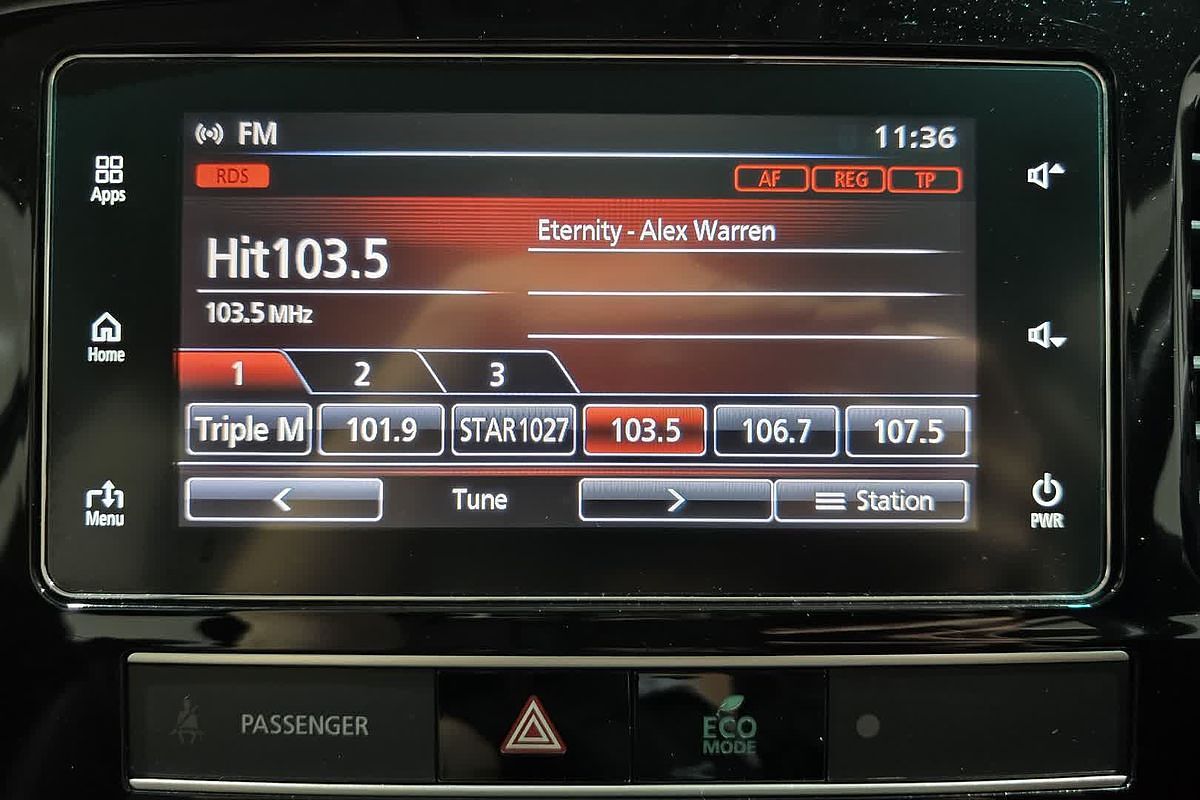 FM 11:36
Apps
RDS AF REG TP
Eternity - Alex Warren
Hit103.5
103.5 MHz
Home
1 2 3
Triple M 101.9 STAR1027 103.5 106.7 107.5
< Tune > Station
Menu
PWR
PASSENGER
ECO
MODE